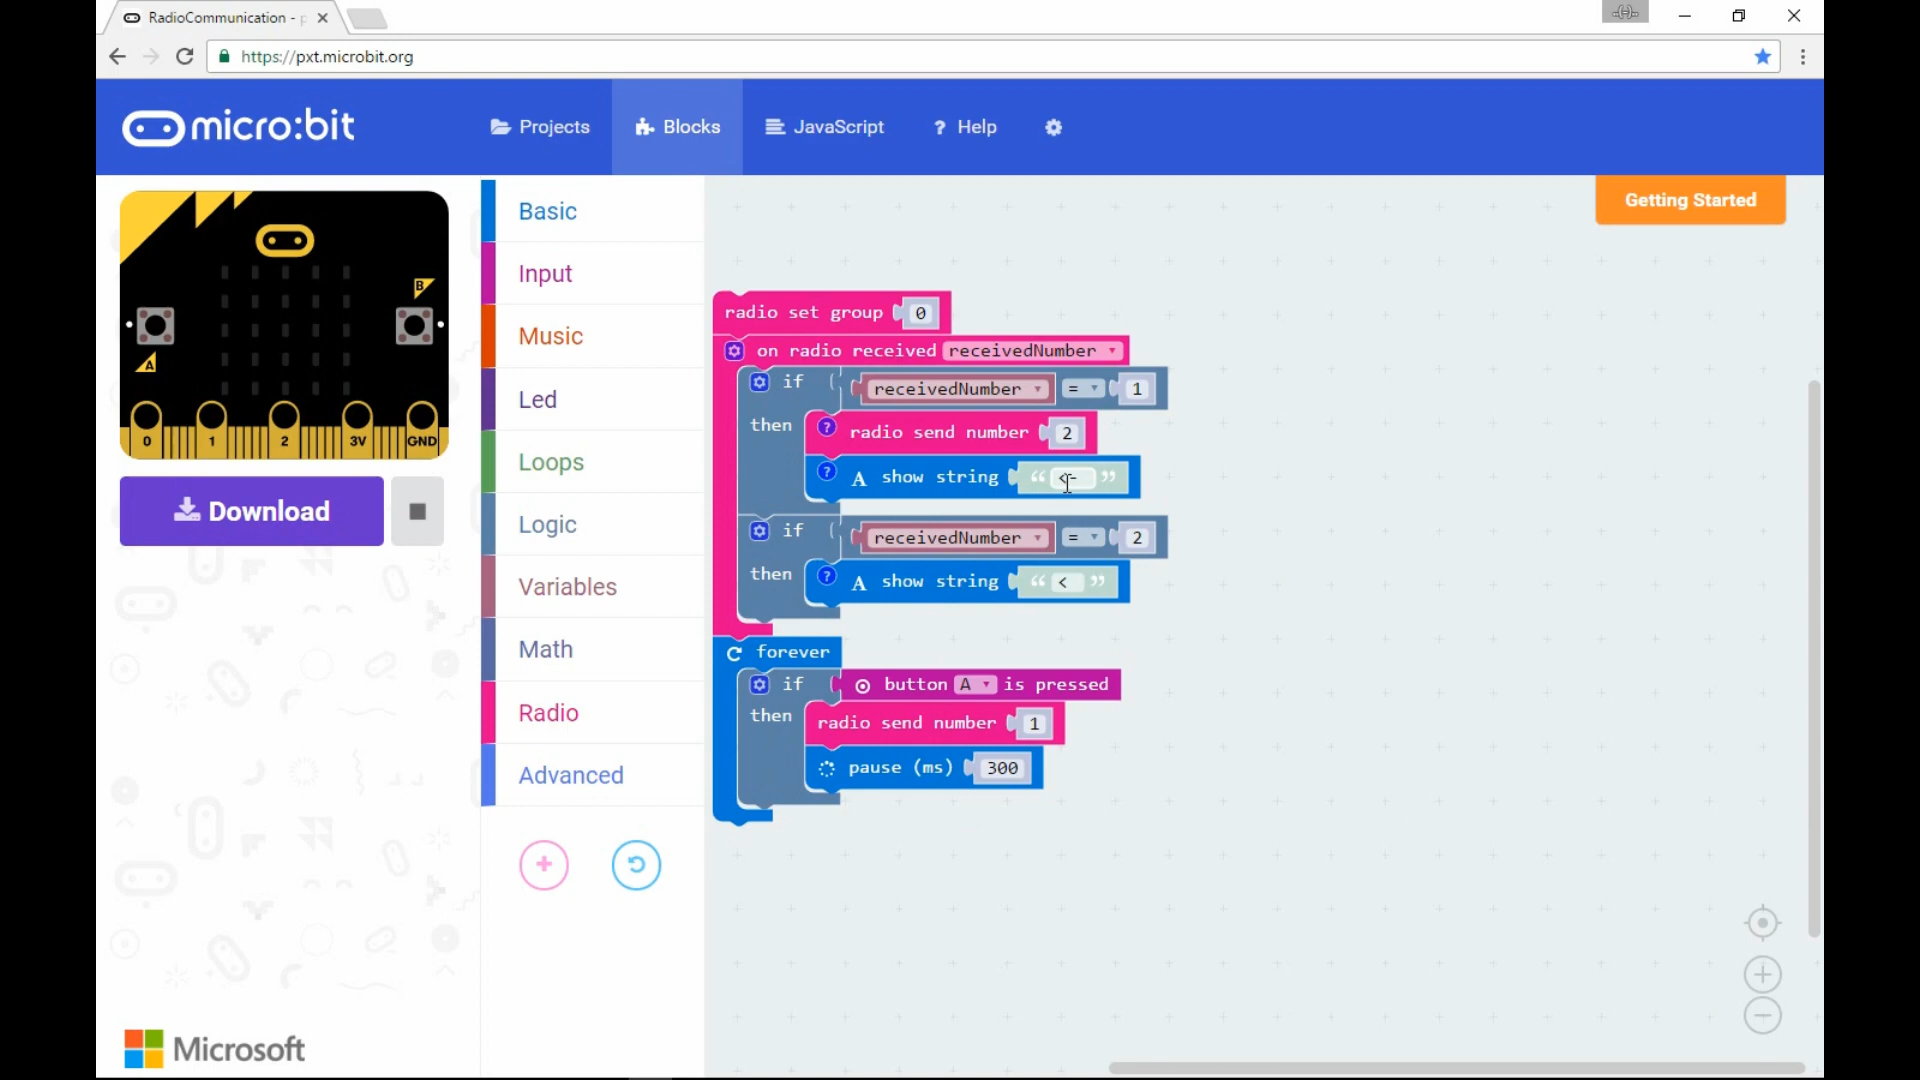 RadioCommunication - p
https://pxt.microbit.org
micro:bit
Projects
Blocks
JavaScript
? Help
Getting Started
B
A
0 1 2 3V GND
Download
Microsoft
Basic
Input
Music
Led
Loops
Logic
Variables
Math
Radio
Advanced
radio set group 0
on radio received receivedNumber
if receivedNumber = 1
then radio send number 2
A show string “ <- ”
if receivedNumber = 2
then A show string “ < ”
forever
if button A is pressed
then radio send number 1
pause (ms) 300